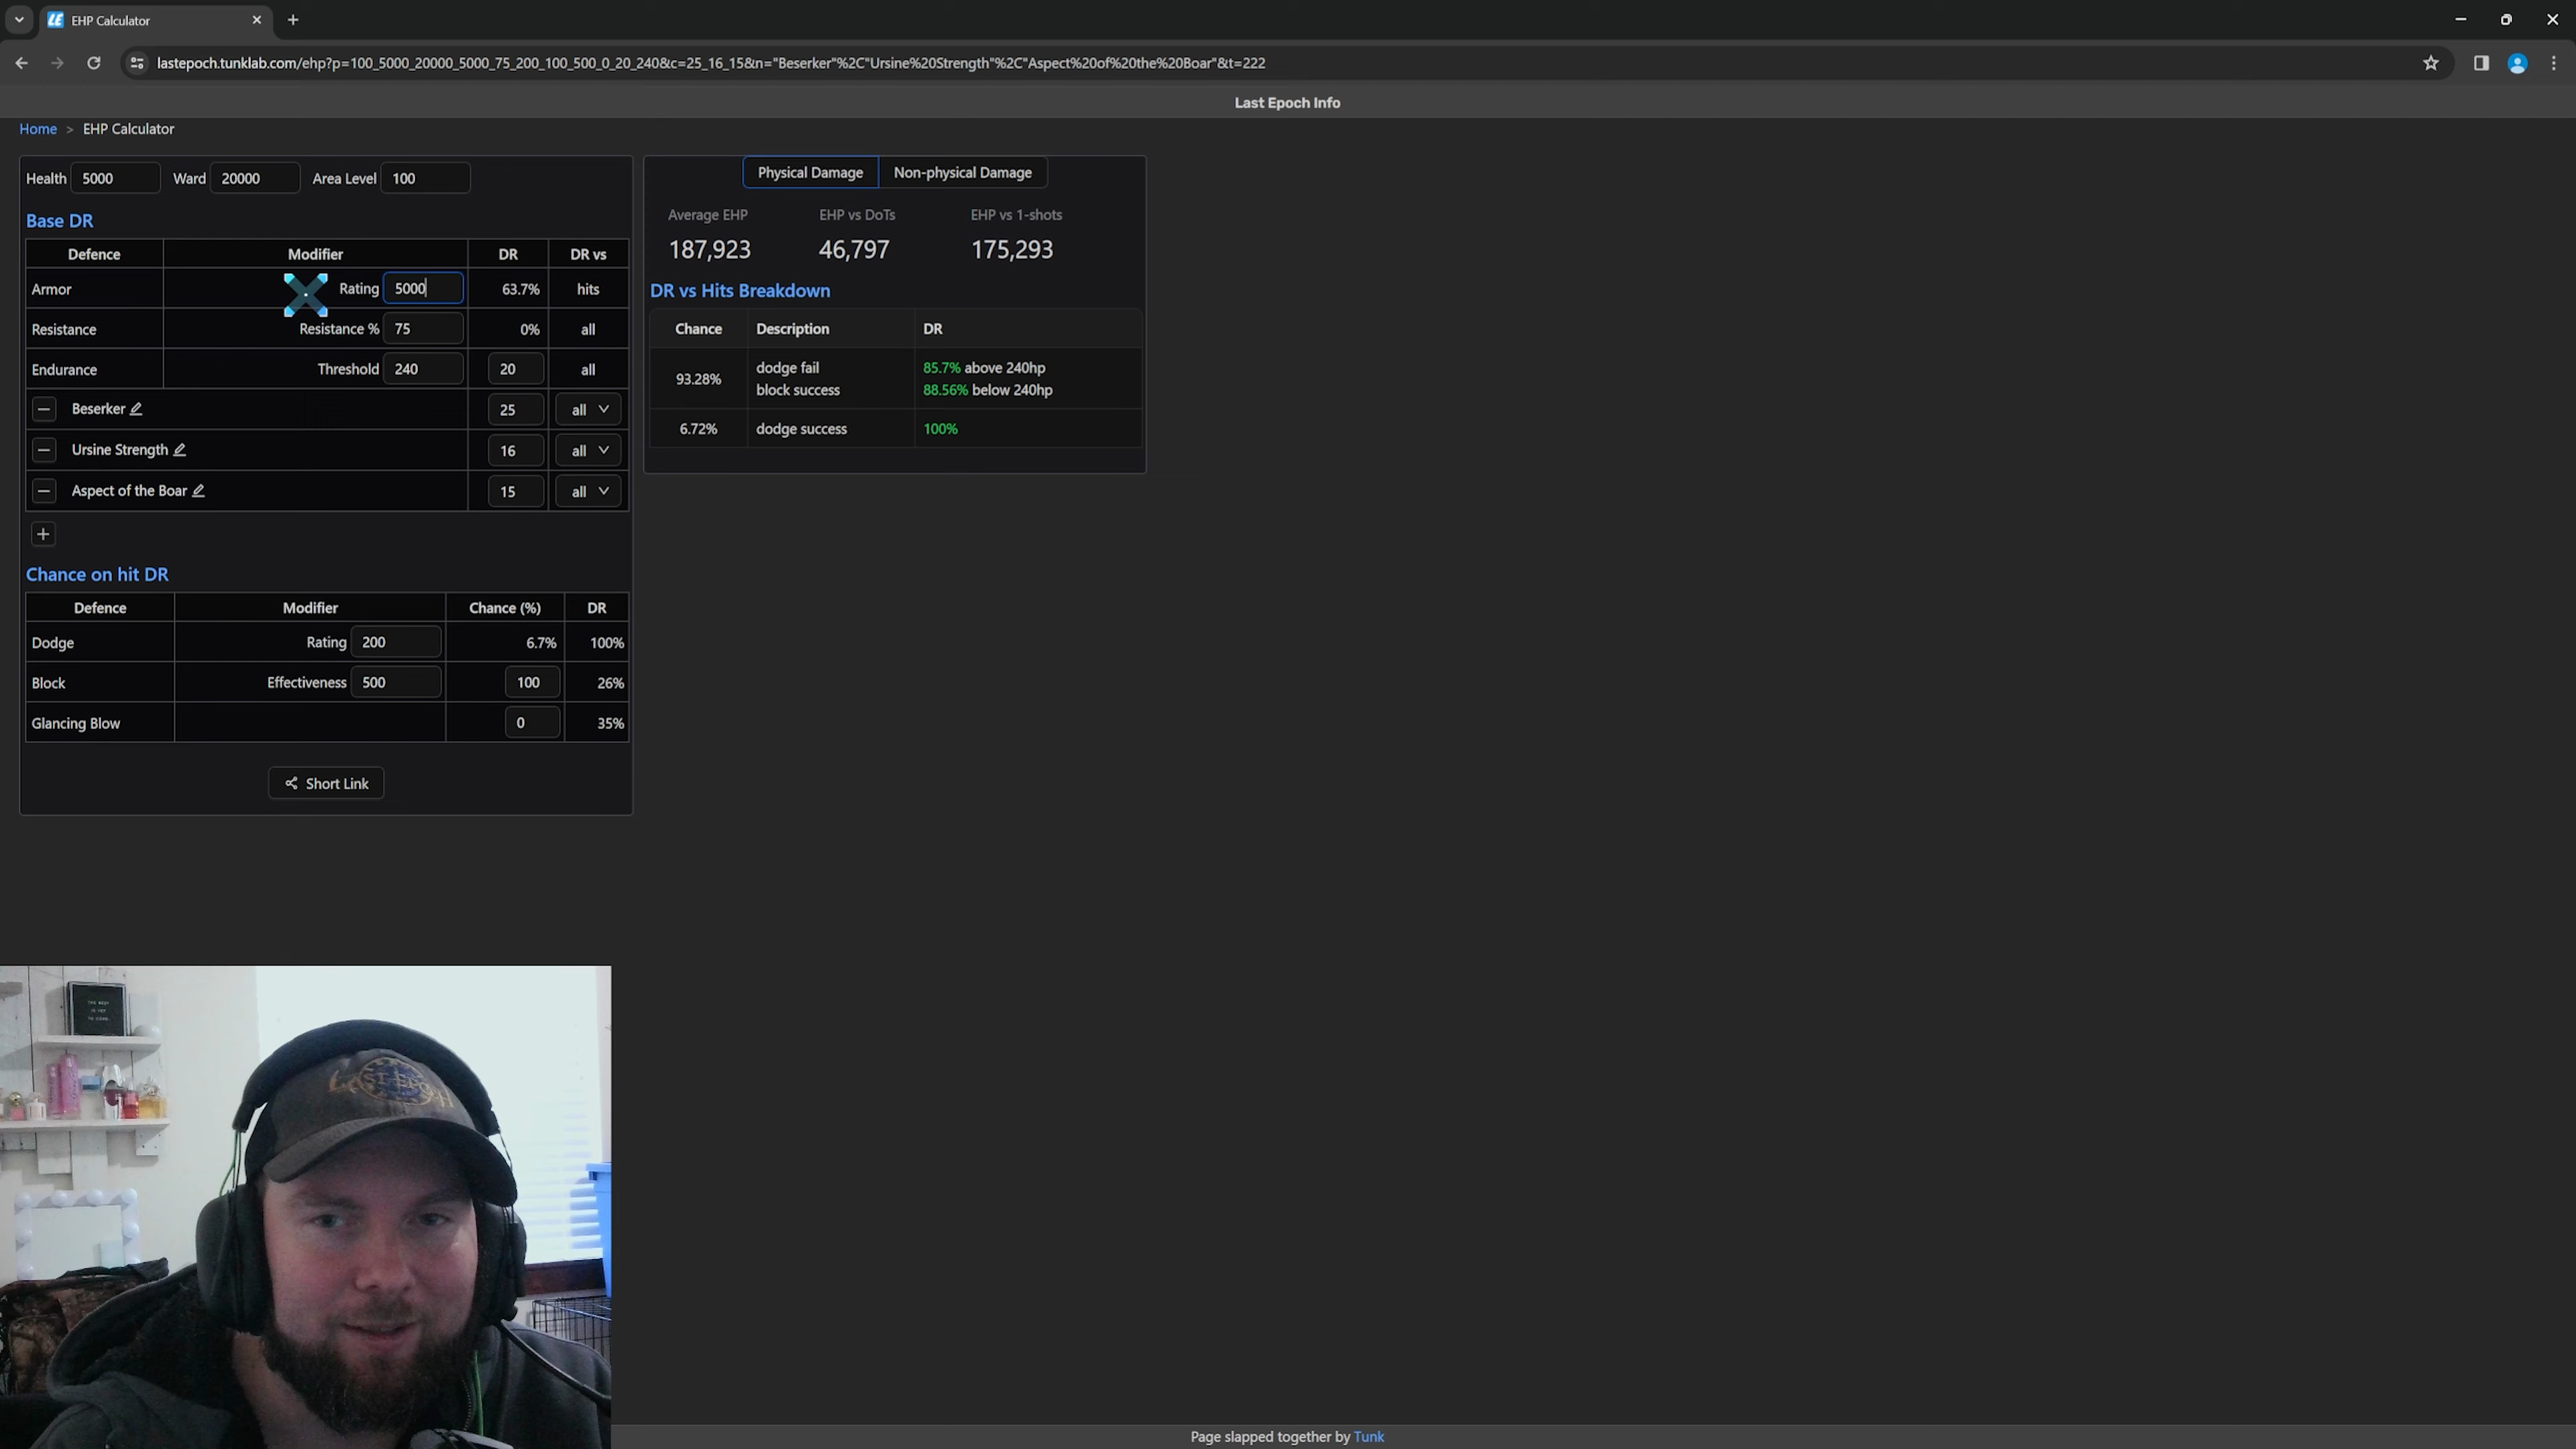 EHP Calculator
lastepoch.tunklab.com/ehp?p=100_5000_20000_5000_75_200_100_500_0_20_240&c=25_16_15&n="Beserker"%2C"Ursine%20Strength"%2C"Aspect%20of%20the%20Boar"&t=222
Last Epoch Info
Home > EHP Calculator
Health 5000 Ward 20000 Area Level 100
Base DR
Defence Modifier DR DR vs
Armor Rating 5000 63.7% hits
Resistance Resistance % 75 0% all
Endurance Threshold 240 20 all
Beserker 25 all
Ursine Strength 16 all
Aspect of the Boar 15 all
Chance on hit DR
Defence Modifier Chance (%) DR
Dodge Rating 200 6.7% 100%
Block Effectiveness 500 100 26%
Glancing Blow 0 35%
Short Link
Physical Damage Non-physical Damage
Average EHP EHP vs DoTs EHP vs 1-shots
187,923 46,797 175,293
DR vs Hits Breakdown
Chance Description DR
93.28% dodge fail 85.7% above 240hp
block success 88.56% below 240hp
6.72% dodge success 100%
LAST EPOCH
Page slapped together by Tunk